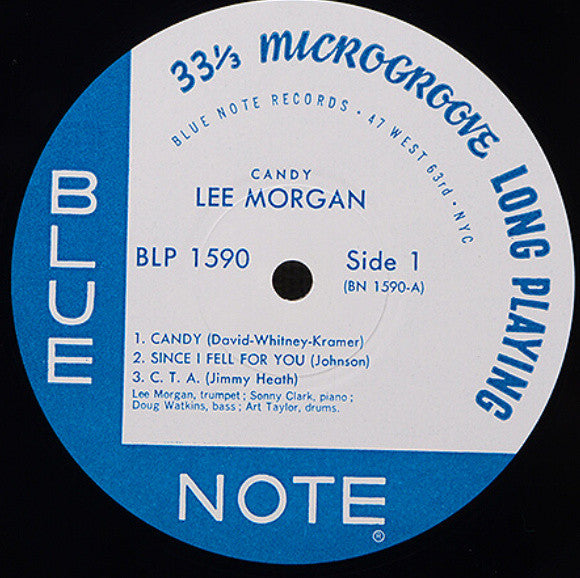 33⅓ MICROGROOVE LONG PLAYING
BLUE NOTE RECORDS • 47 WEST 63rd • NYC
CANDY
LEE MORGAN
BLP 1590
Side 1
(BN 1590-A)
1. CANDY (David-Whitney-Kramer)
2. SINCE I FELL FOR YOU (Johnson)
3. C. T. A. (Jimmy Heath)
Lee Morgan, trumpet ; Sonny Clark, piano ;
Doug Watkins, bass ; Art Taylor, drums.
BLUE
NOTE ®